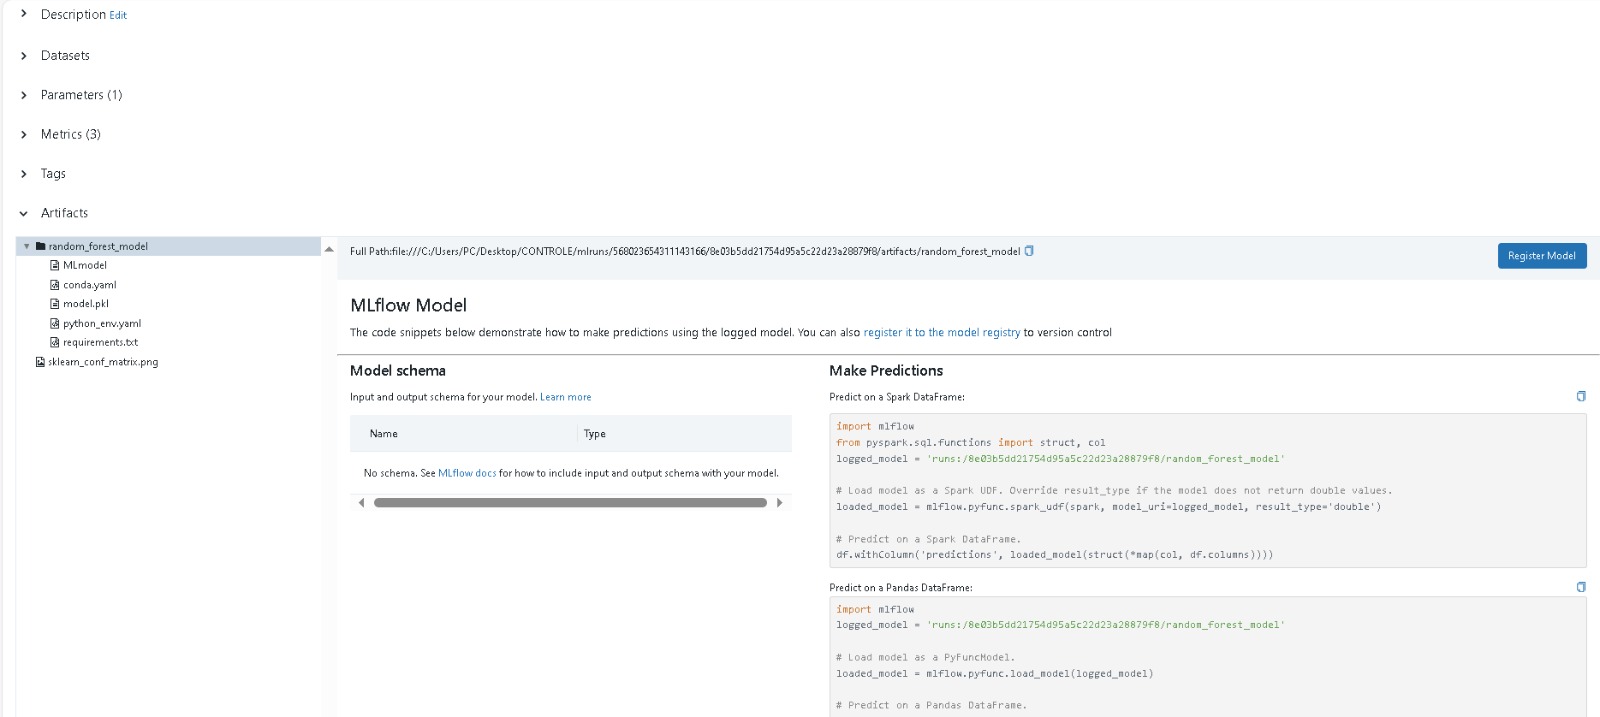 Description Edit
Datasets
Parameters (1)
Metrics (3)
Tags
Artifacts
random_forest_model
MLmodel
conda.yaml
model.pkl
python_env.yaml
requirements.txt
sklearn_conf_matrix.png
Full Path:file:///C:/Users/PC/Desktop/CONTROLE/mlruns/568023654311143166/8e03b5dd21754d95a5c22d23a28879f8/artifacts/random_forest_model
Register Model
MLflow Model
The code snippets below demonstrate how to make predictions using the logged model. You can also register it to the model registry to version control
Model schema
Input and output schema for your model. Learn more
Name Type
No schema. See MLflow docs for how to include input and output schema with your model.
Make Predictions
Predict on a Spark DataFrame:
import mlflow
from pyspark.sql.functions import struct, col
logged_model = 'runs:/8e03b5dd21754d95a5c22d23a28879f8/random_forest_model'
# Load model as a Spark UDF. Override result_type if the model does not return double values.
loaded_model = mlflow.pyfunc.spark_udf(spark, model_uri=logged_model, result_type='double')
# Predict on a Spark DataFrame.
df.withColumn('predictions', loaded_model(struct(*map(col, df.columns))))
Predict on a Pandas DataFrame:
import mlflow
logged_model = 'runs:/8e03b5dd21754d95a5c22d23a28879f8/random_forest_model'
# Load model as a PyFuncModel.
loaded_model = mlflow.pyfunc.load_model(logged_model)
# Predict on a Pandas DataFrame.